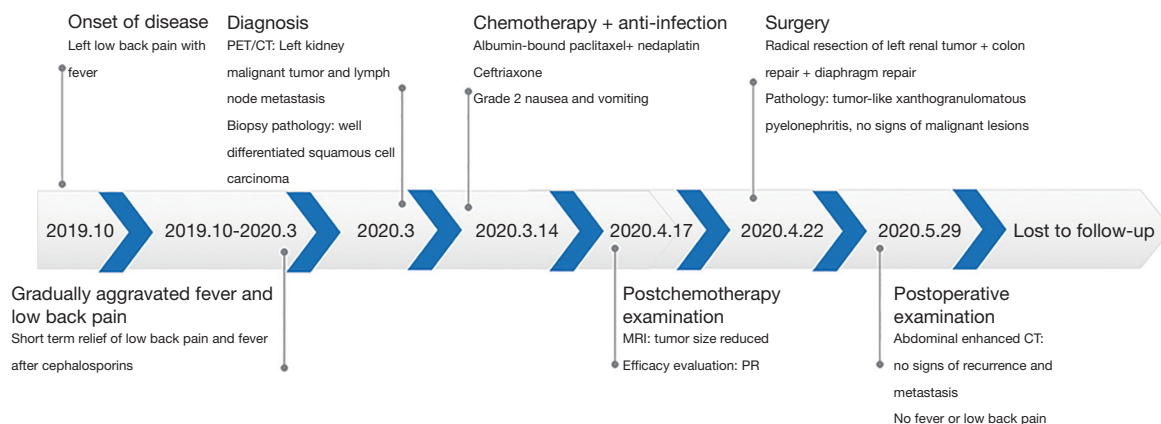 Onset of disease
Left low back pain with
fever
Diagnosis
PET/CT: Left kidney
malignant tumor and lymph
node metastasis
Biopsy pathology: well
differentiated squamous cell
carcinoma
Chemotherapy + anti-infection
Albumin-bound paclitaxel+ nedaplatin
Ceftriaxone
Grade 2 nausea and vomiting
Surgery
Radical resection of left renal tumor + colon
repair + diaphragm repair
Pathology: tumor-like xanthogranulomatous
pyelonephritis, no signs of malignant lesions
2019.10
2019.10-2020.3
2020.3
2020.3.14
2020.4.17
2020.4.22
2020.5.29
Lost to follow-up
Gradually aggravated fever and
low back pain
Short term relief of low back pain and fever
after cephalosporins
Postchemotherapy
examination
MRI: tumor size reduced
Efficacy evaluation: PR
Postoperative
examination
Abdominal enhanced CT:
no signs of recurrence and
metastasis
No fever or low back pain